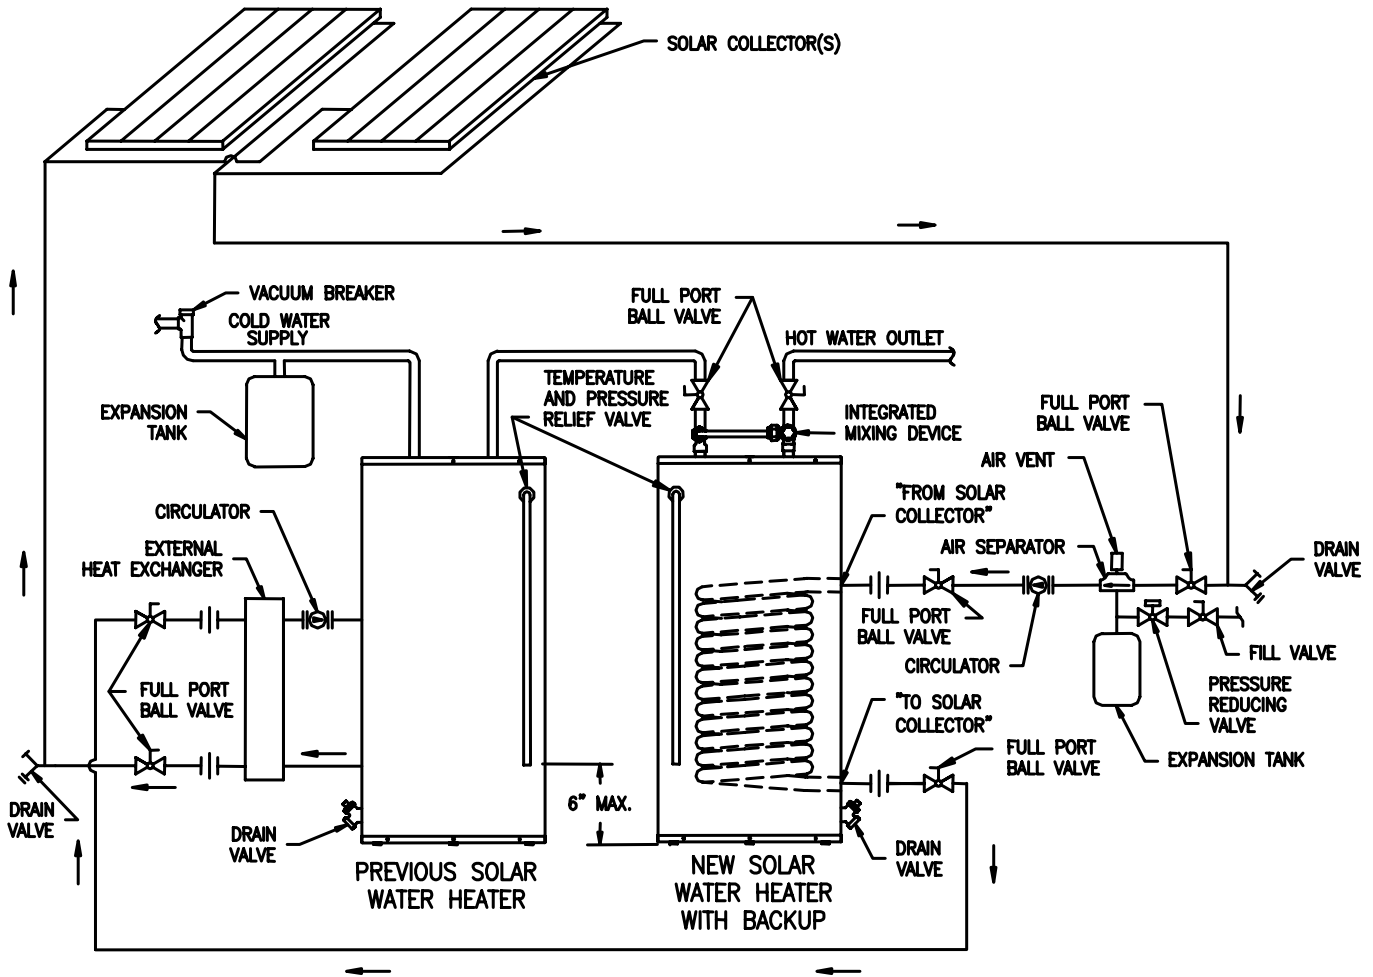 SOLAR COLLECTOR(S)
VACUUM BREAKER
COLD WATER
SUPPLY
FULL PORT
BALL VALVE
HOT WATER OUTLET
TEMPERATURE
AND PRESSURE
RELIEF VALVE
EXPANSION
TANK
INTEGRATED
MIXING DEVICE
FULL PORT
BALL VALVE
AIR VENT
"FROM SOLAR
COLLECTOR"
CIRCULATOR
EXTERNAL
HEAT EXCHANGER
AIR SEPARATOR
DRAIN
VALVE
FULL PORT
BALL VALVE
CIRCULATOR
FILL VALVE
FULL PORT
BALL VALVE
"TO SOLAR
COLLECTOR"
PRESSURE
REDUCING
VALVE
FULL PORT
BALL VALVE
EXPANSION TANK
6" MAX.
DRAIN
VALVE
DRAIN
VALVE
DRAIN
VALVE
PREVIOUS SOLAR
WATER HEATER
NEW SOLAR
WATER HEATER
WITH BACKUP